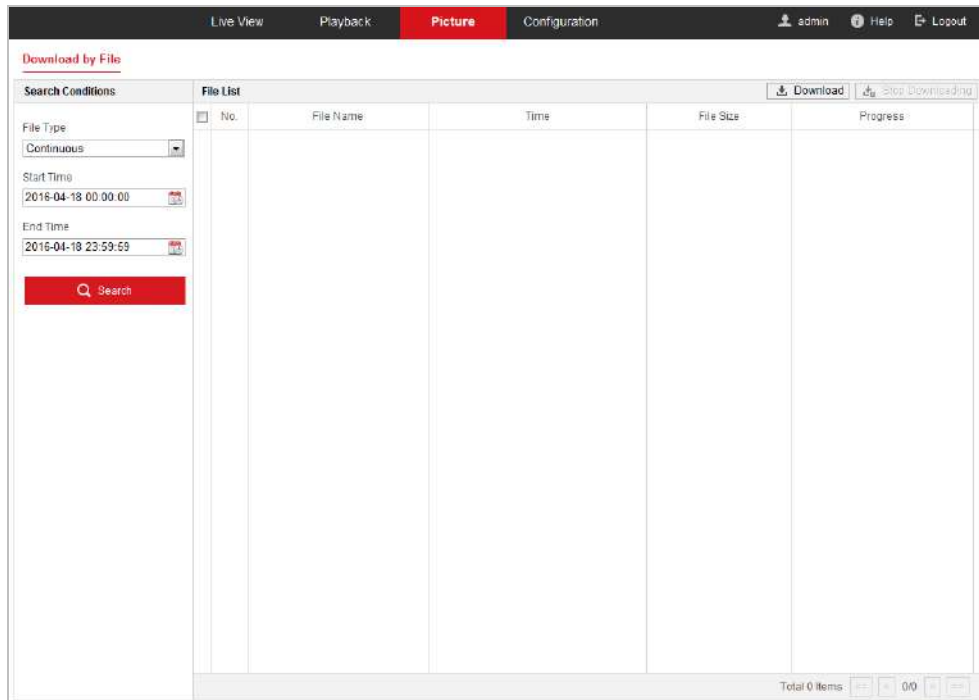 Live View Playback Picture Configuration admin Help Logout
Download by File
Search Conditions
File List
Download Stop Downloading
No. File Name Time File Size Progress
File Type
Continuous
Start Time
2016-04-18 00:00:00
End Time
2016-04-18 23:59:59
Search
Total 0 Items << < 0/0 > >>